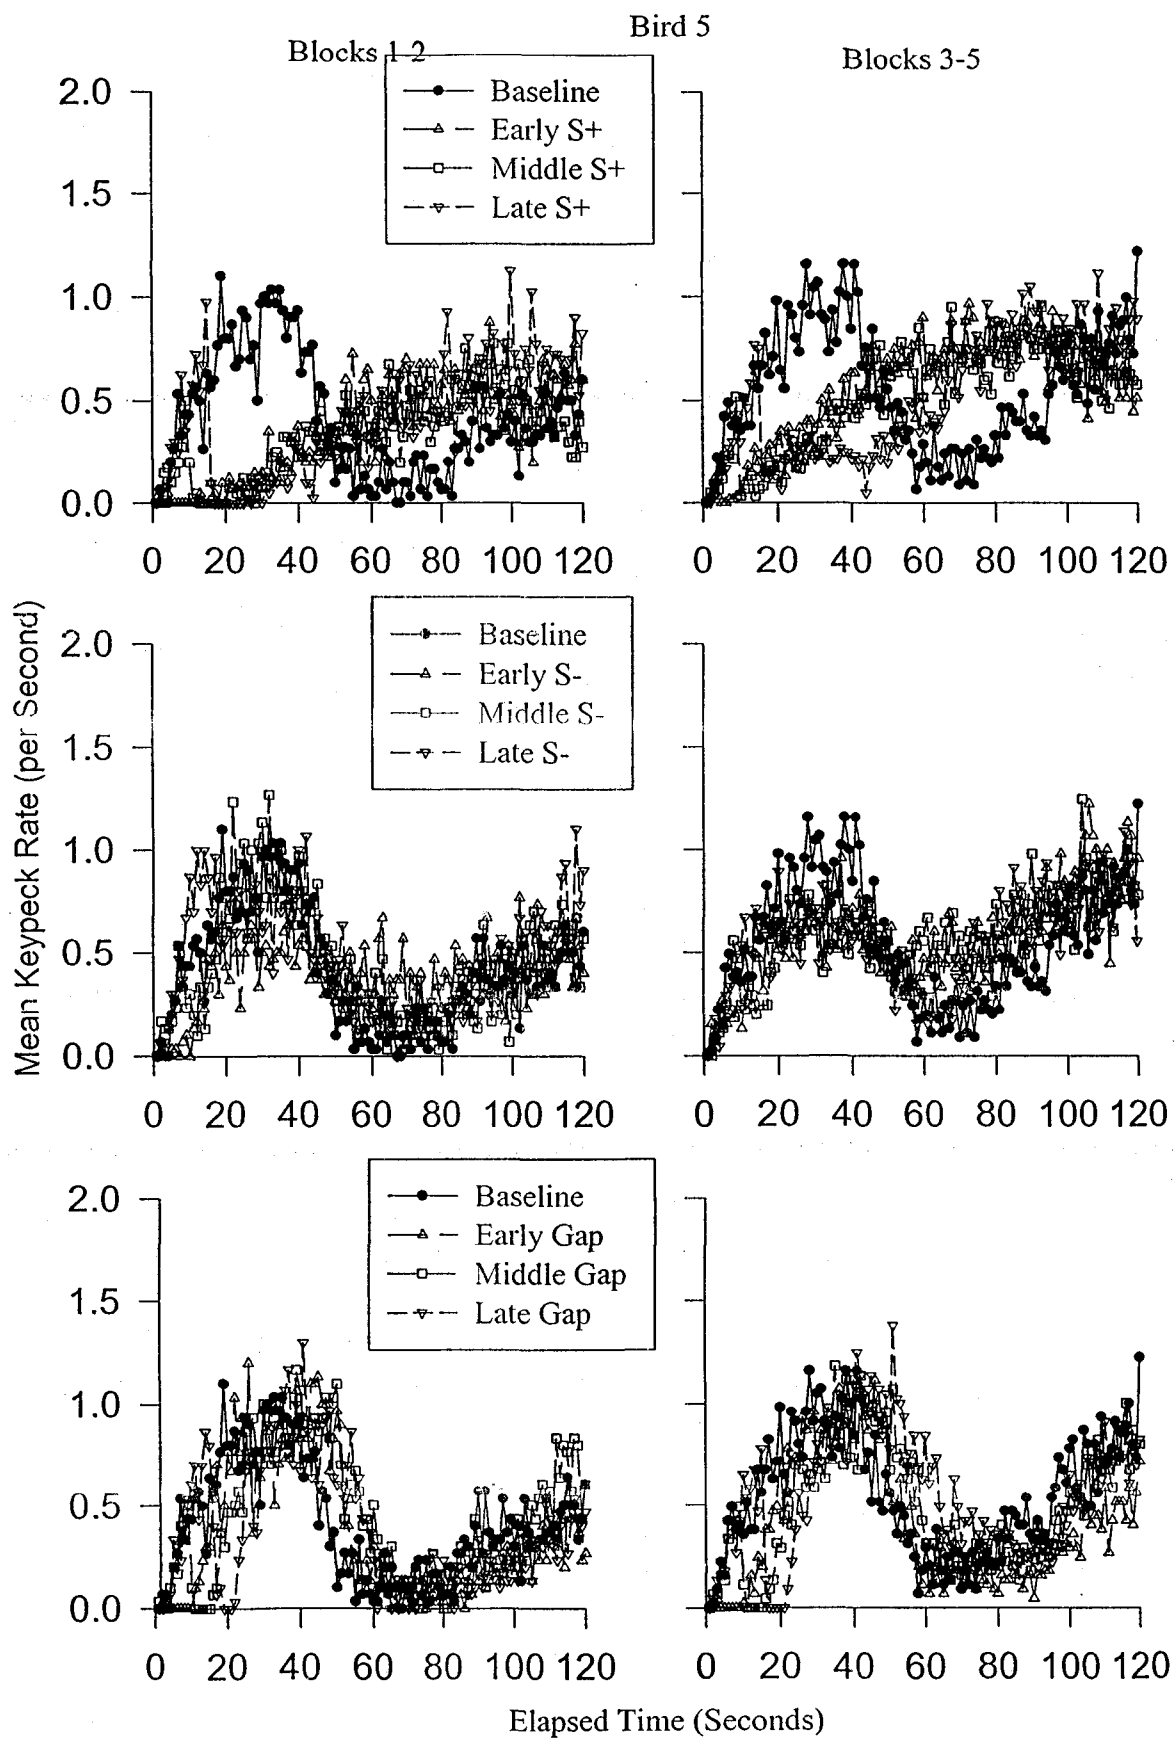 Bird 5
Blocks 1-2
Blocks 3-5
Baseline
Early S+
Middle S+
Late S+
2.0
1.5
1.0
0.5
0.0
0 20 40 60 80 100 120
0 20 40 60 80 100 120
Mean Keypeck Rate (per Second)
Baseline
Early S-
Middle S-
Late S-
2.0
1.5
1.0
0.5
0.0
0 20 40 60 80 100 120
0 20 40 60 80 100 120
Baseline
Early Gap
Middle Gap
Late Gap
2.0
1.5
1.0
0.5
0.0
0 20 40 60 80 100 120
0 20 40 60 80 100 120
Elapsed Time (Seconds)